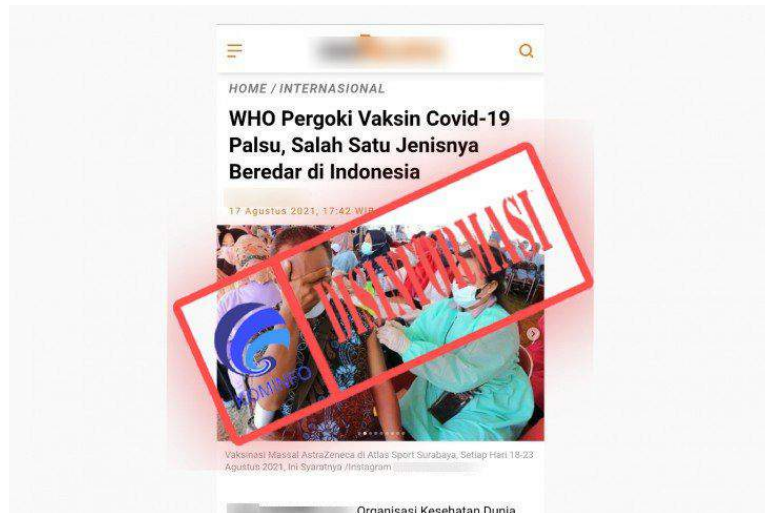 HOME / INTERNASIONAL
WHO Pergoki Vaksin Covid-19
Palsu, Salah Satu Jenisnya
Beredar di Indonesia
17 Agustus 2021, 17:42 WIB
DISINFORMASI
KOMINFO
Vaksinasi Massal AstraZeneca di Atlas Sport Surabaya, Setiap Hari 18-23
Agustus 2021, Ini Syaratnya /Instagram
Organisasi Kesehatan Dunia